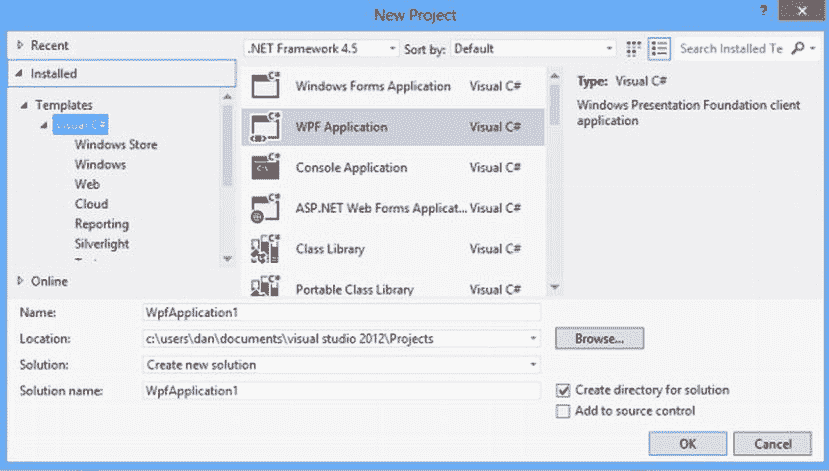 New Project
?
Recent
Installed
Templates
Visual C#
Windows Store
Windows
Web
Cloud
Reporting
Silverlight
Online
.NET Framework 4.5
Sort by: Default
Search Installed Te
Windows Forms Application Visual C#
WPF Application Visual C#
Console Application Visual C#
ASP.NET Web Forms Applicat... Visual C#
Class Library Visual C#
Portable Class Library Visual C#
Type: Visual C#
Windows Presentation Foundation client
application
Name: WpfApplication1
Location: c:\users\dan\documents\visual studio 2012\Projects
Browse...
Solution: Create new solution
Solution name: WpfApplication1
Create directory for solution
Add to source control
OK
Cancel